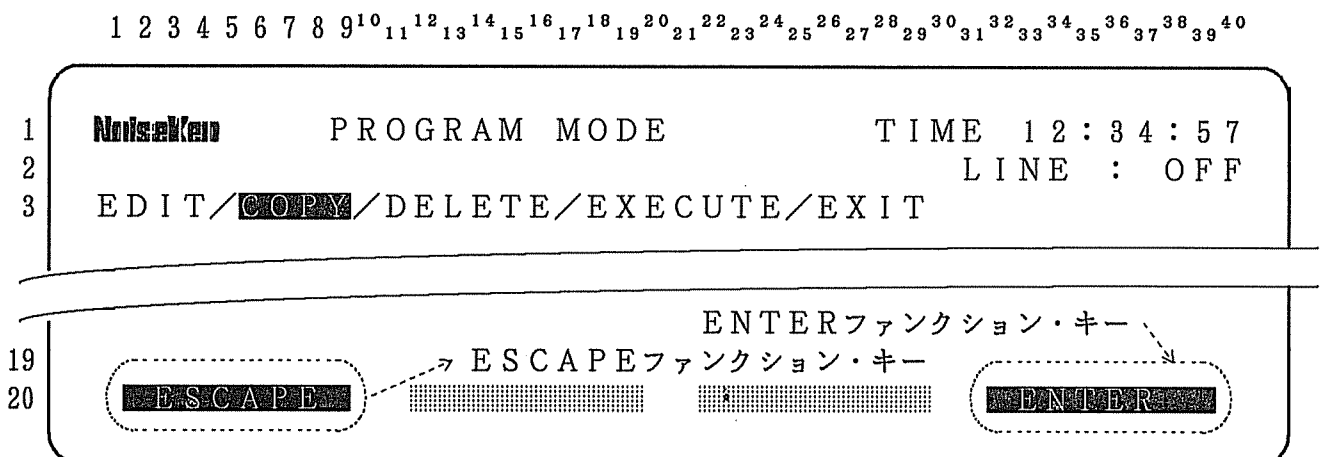 1 2 3 4 5 6 7 8 9 10 11 12 13 14 15 16 17 18 19 20 21 22 23 24 25 26 27 28 29 30 31 32 33 34 35 36 37 38 39 40
1 NoiseKen PROGRAM MODE TIME 12:34:57
2 LINE : OFF
3 EDIT/COPY/DELETE/EXECUTE/EXIT
ENTERファンクション・キー
19 ESCAPEファンクション・キー
20 ESCAPE ENTER